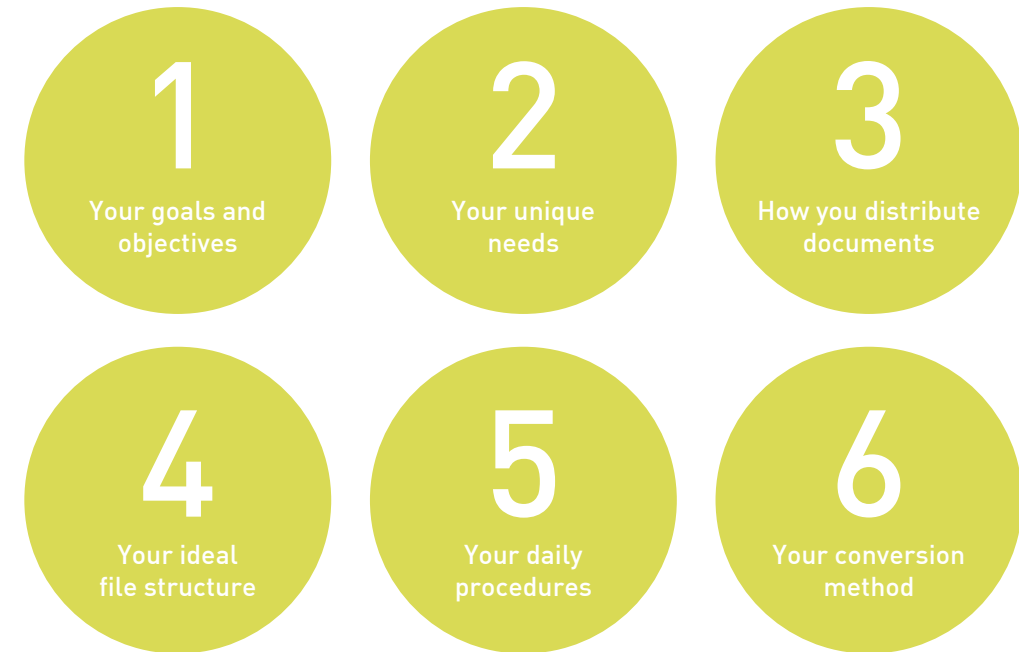 1
Your goals and
objectives
2
Your unique
needs
3
How you distribute
documents
4
Your ideal
file structure
5
Your daily
procedures
6
Your conversion
method